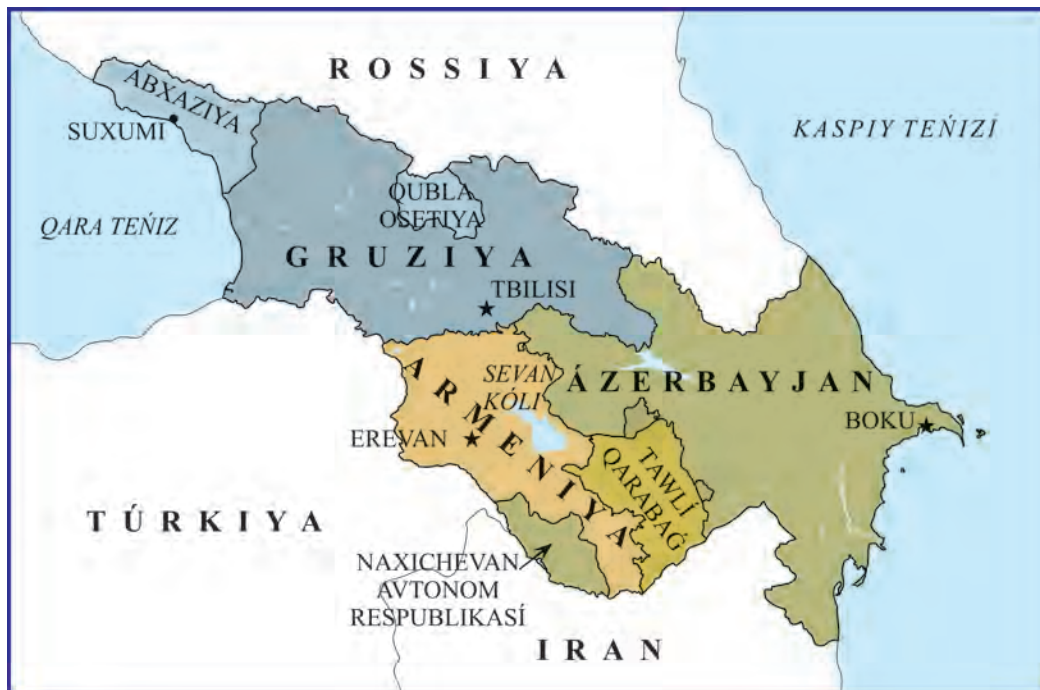 ROSSIYA
ABXAZIYA
SUXUMI
KASPIY TEŃIZÍ
QUBLA
OSETIYA
QARA TEŃIZ
GRUZIYA
TBILISI
ARMENIYA
SEVAN
KÓLI
ÁZERBAYJAN
BOKU
EREVAN
TAWLÍ
QARABAǴ
TÚRKIYA
NAXICHEVAN
AVTONOM
RESPUBLIKASÍ
IRAN